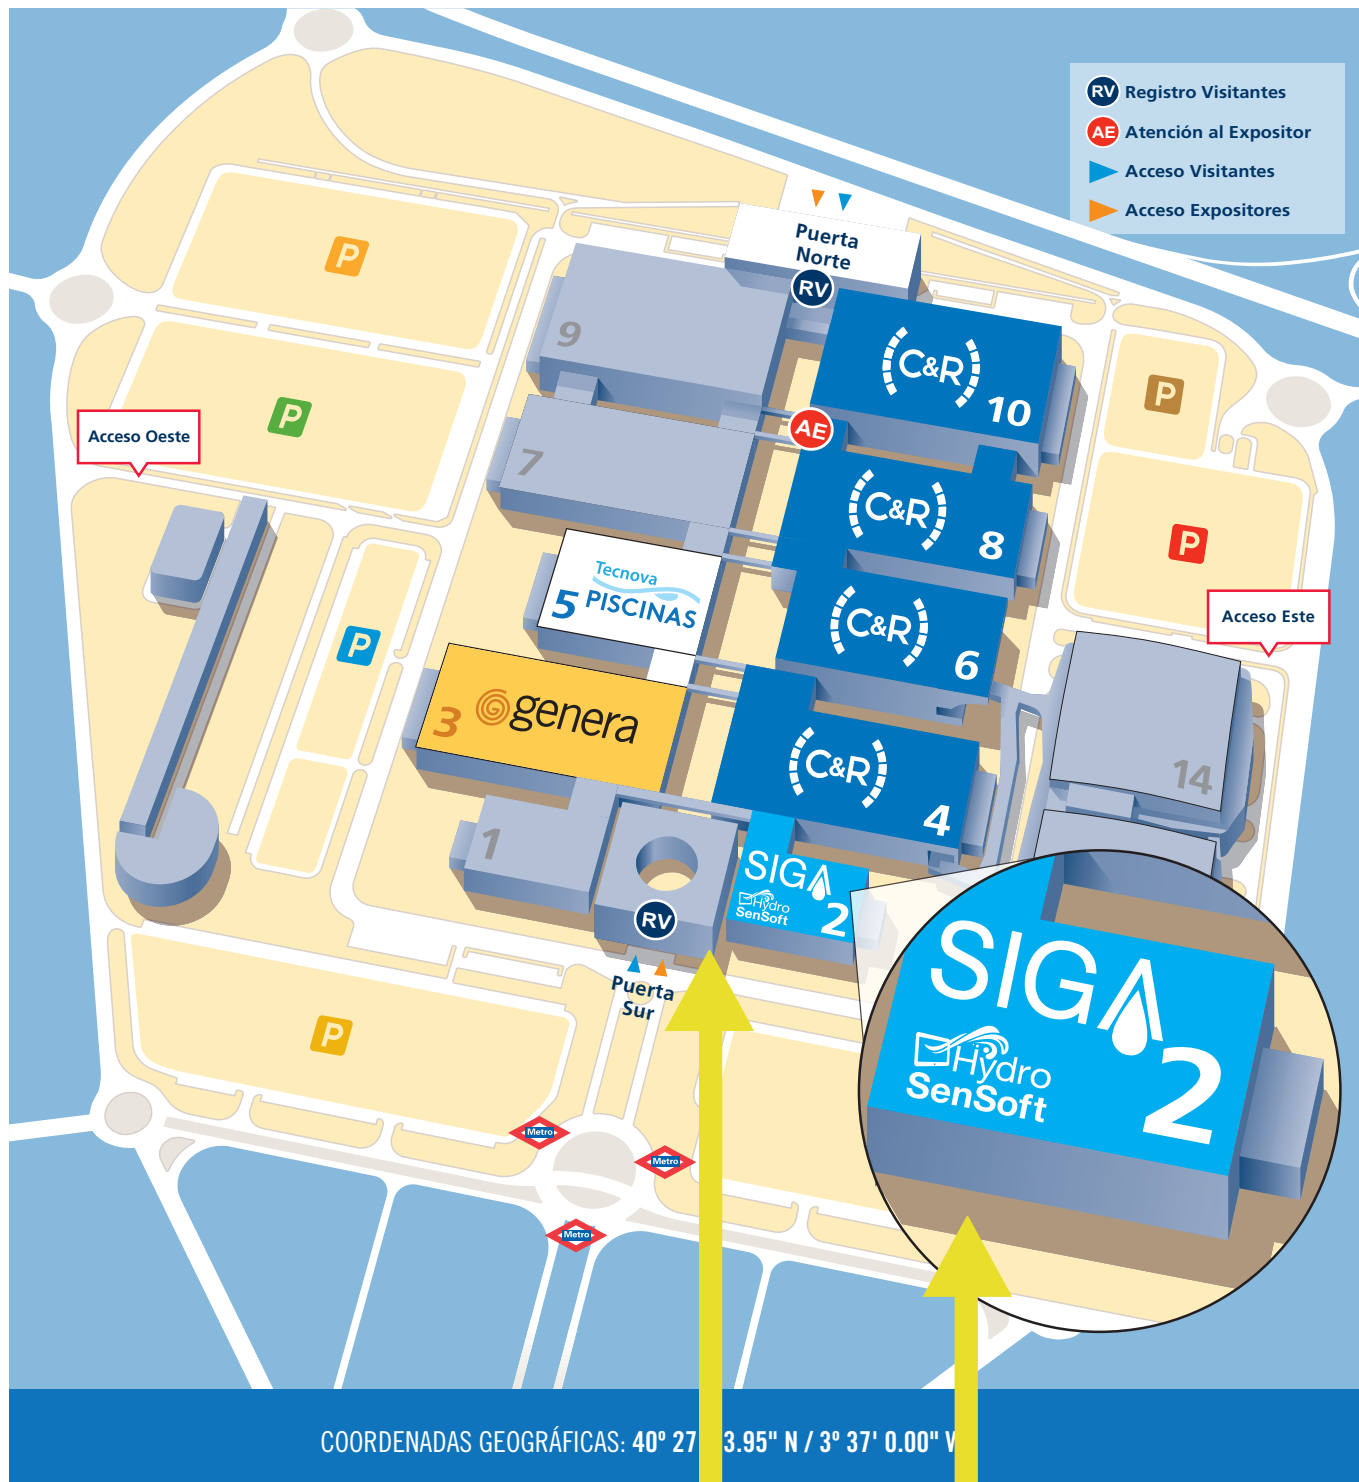 RV Registro Visitantes
AE Atención al Expositor
Acceso Visitantes
Acceso Expositores
Puerta
Norte
RV
P
9
C&R
10
P
P
Acceso Oeste
AE
7
C&R
8
P
Tecnova
5 PISCINAS
C&R
6
Acceso Este
P
3 genera
C&R
4
14
1
SIGA
Hydro
SenSoft
2
RV
Puerta
Sur
SIGA
Hydro
SenSoft
2
P
Metro
Metro
Metro
COORDENADAS GEOGRÁFICAS: 40º 27 3.95" N / 3º 37' 0.00"